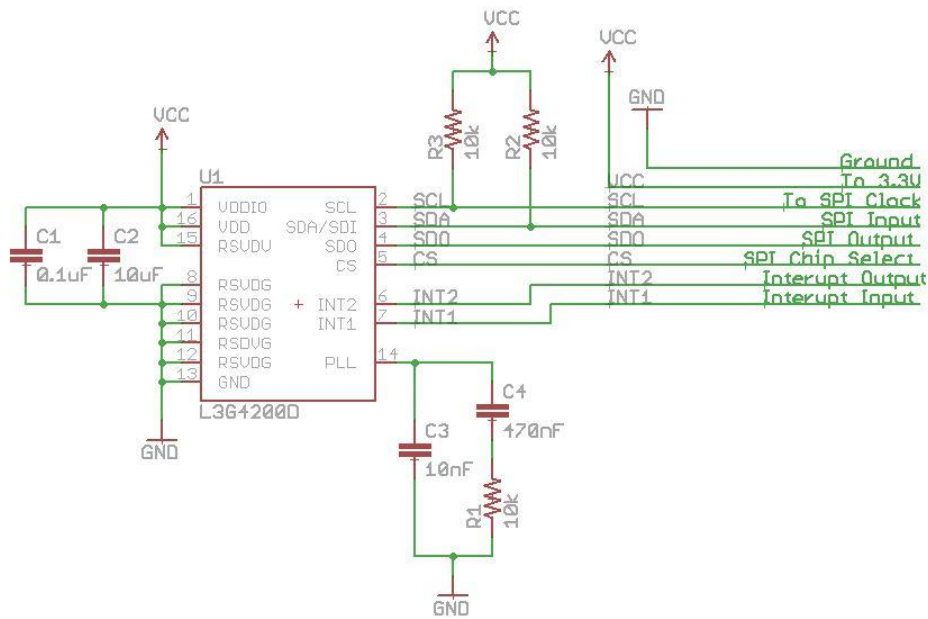 VCC
VCC
GND
VCC
R3
10k
R2
10k
Ground
VCC
To 3.3V
U1
1
VDDIO
SCL
2
SCL
SCL
To SPI Clock
16
VDD
SDA/SDI
3
SDA
SDA
SPI Input
15
RSVDV
SDO
4
SDO
SDO
SPI Output
CS
5
CS
CS
SPI Chip Select
C1
0.1uF
C2
10uF
8
RSVDG
INT2
Interupt Output
9
RSVDG
+
INT2
6
INT2
INT1
Interupt Input
10
RSVDG
INT1
7
INT1
11
RSDVG
12
RSVDG
PLL
14
13
GND
L3G4200D
GND
C4
470nF
C3
10nF
R1
10k
GND